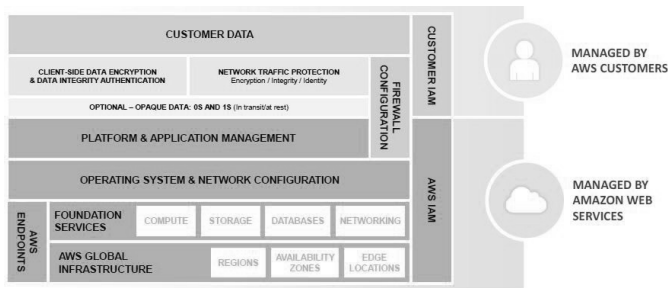 CUSTOMER DATA
CLIENT-SIDE DATA ENCRYPTION
& DATA INTEGRITY AUTHENTICATION
NETWORK TRAFFIC PROTECTION
Encryption / Integrity / Identity
OPTIONAL – OPAQUE DATA: 0S AND 1S (In transit/at rest)
FIREWALL
CONFIGURATION
CUSTOMER IAM
MANAGED BY
AWS CUSTOMERS
PLATFORM & APPLICATION MANAGEMENT
OPERATING SYSTEM & NETWORK CONFIGURATION
AWS IAM
MANAGED BY
AMAZON WEB
SERVICES
AWS
ENDPOINTS
FOUNDATION
SERVICES
COMPUTE
STORAGE
DATABASES
NETWORKING
AWS GLOBAL
INFRASTRUCTURE
REGIONS
AVAILABILITY
ZONES
EDGE
LOCATIONS